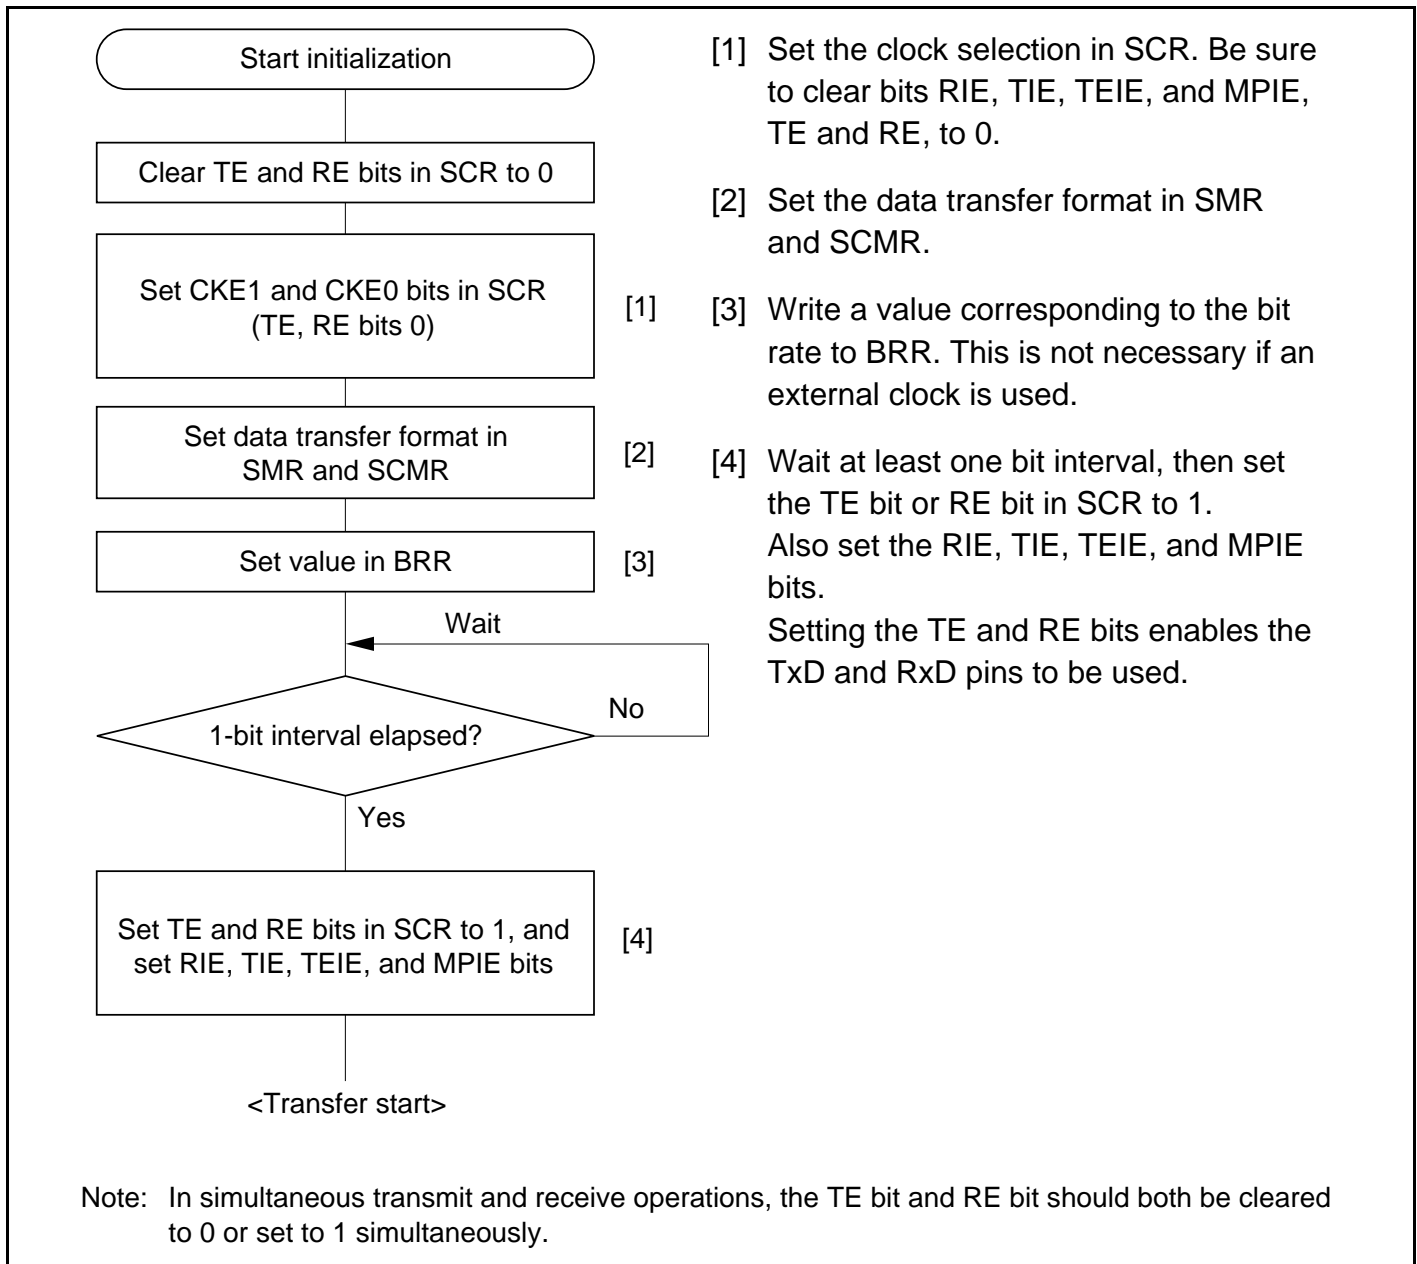 Start initialization
Clear TE and RE bits in SCR to 0
Set CKE1 and CKE0 bits in SCR
(TE, RE bits 0)
[1]
Set data transfer format in
SMR and SCMR
[2]
Set value in BRR
[3]
Wait
1-bit interval elapsed?
No
Yes
Set TE and RE bits in SCR to 1, and
set RIE, TIE, TEIE, and MPIE bits
[4]
<Transfer start>
[1] Set the clock selection in SCR. Be sure
to clear bits RIE, TIE, TEIE, and MPIE,
TE and RE, to 0.
[2] Set the data transfer format in SMR
and SCMR.
[3] Write a value corresponding to the bit
rate to BRR. This is not necessary if an
external clock is used.
[4] Wait at least one bit interval, then set
the TE bit or RE bit in SCR to 1.
Also set the RIE, TIE, TEIE, and MPIE
bits.
Setting the TE and RE bits enables the
TxD and RxD pins to be used.
Note: In simultaneous transmit and receive operations, the TE bit and RE bit should both be cleared
to 0 or set to 1 simultaneously.